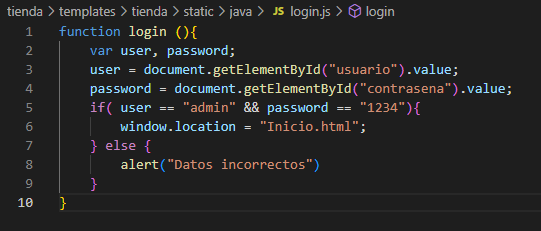 tienda > templates > tienda > static > java > JS login.js > login
1 function login (){
2 var user, password;
3 user = document.getElementById("usuario").value;
4 password = document.getElementById("contrasena").value;
5 if( user == "admin" && password == "1234"){
6 window.location = "Inicio.html";
7 } else {
8 alert("Datos incorrectos")
9 }
10 }